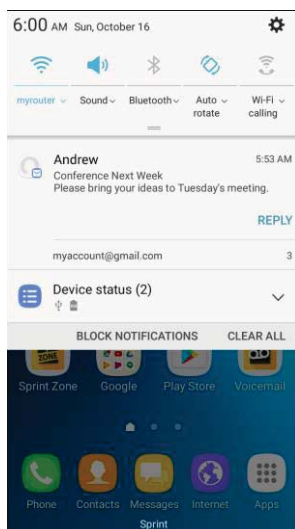 6:00 AM Sun, October 16
myrouter Sound Bluetooth Auto rotate Wi-Fi calling
Andrew 5:53 AM
Conference Next Week
Please bring your ideas to Tuesday's meeting.
REPLY
myaccount@gmail.com 3
Device status (2)
BLOCK NOTIFICATIONS CLEAR ALL
ZONE
Sprint Zone Google Play Store Voicemail
Phone Contacts Messages Internet Apps
Sprint